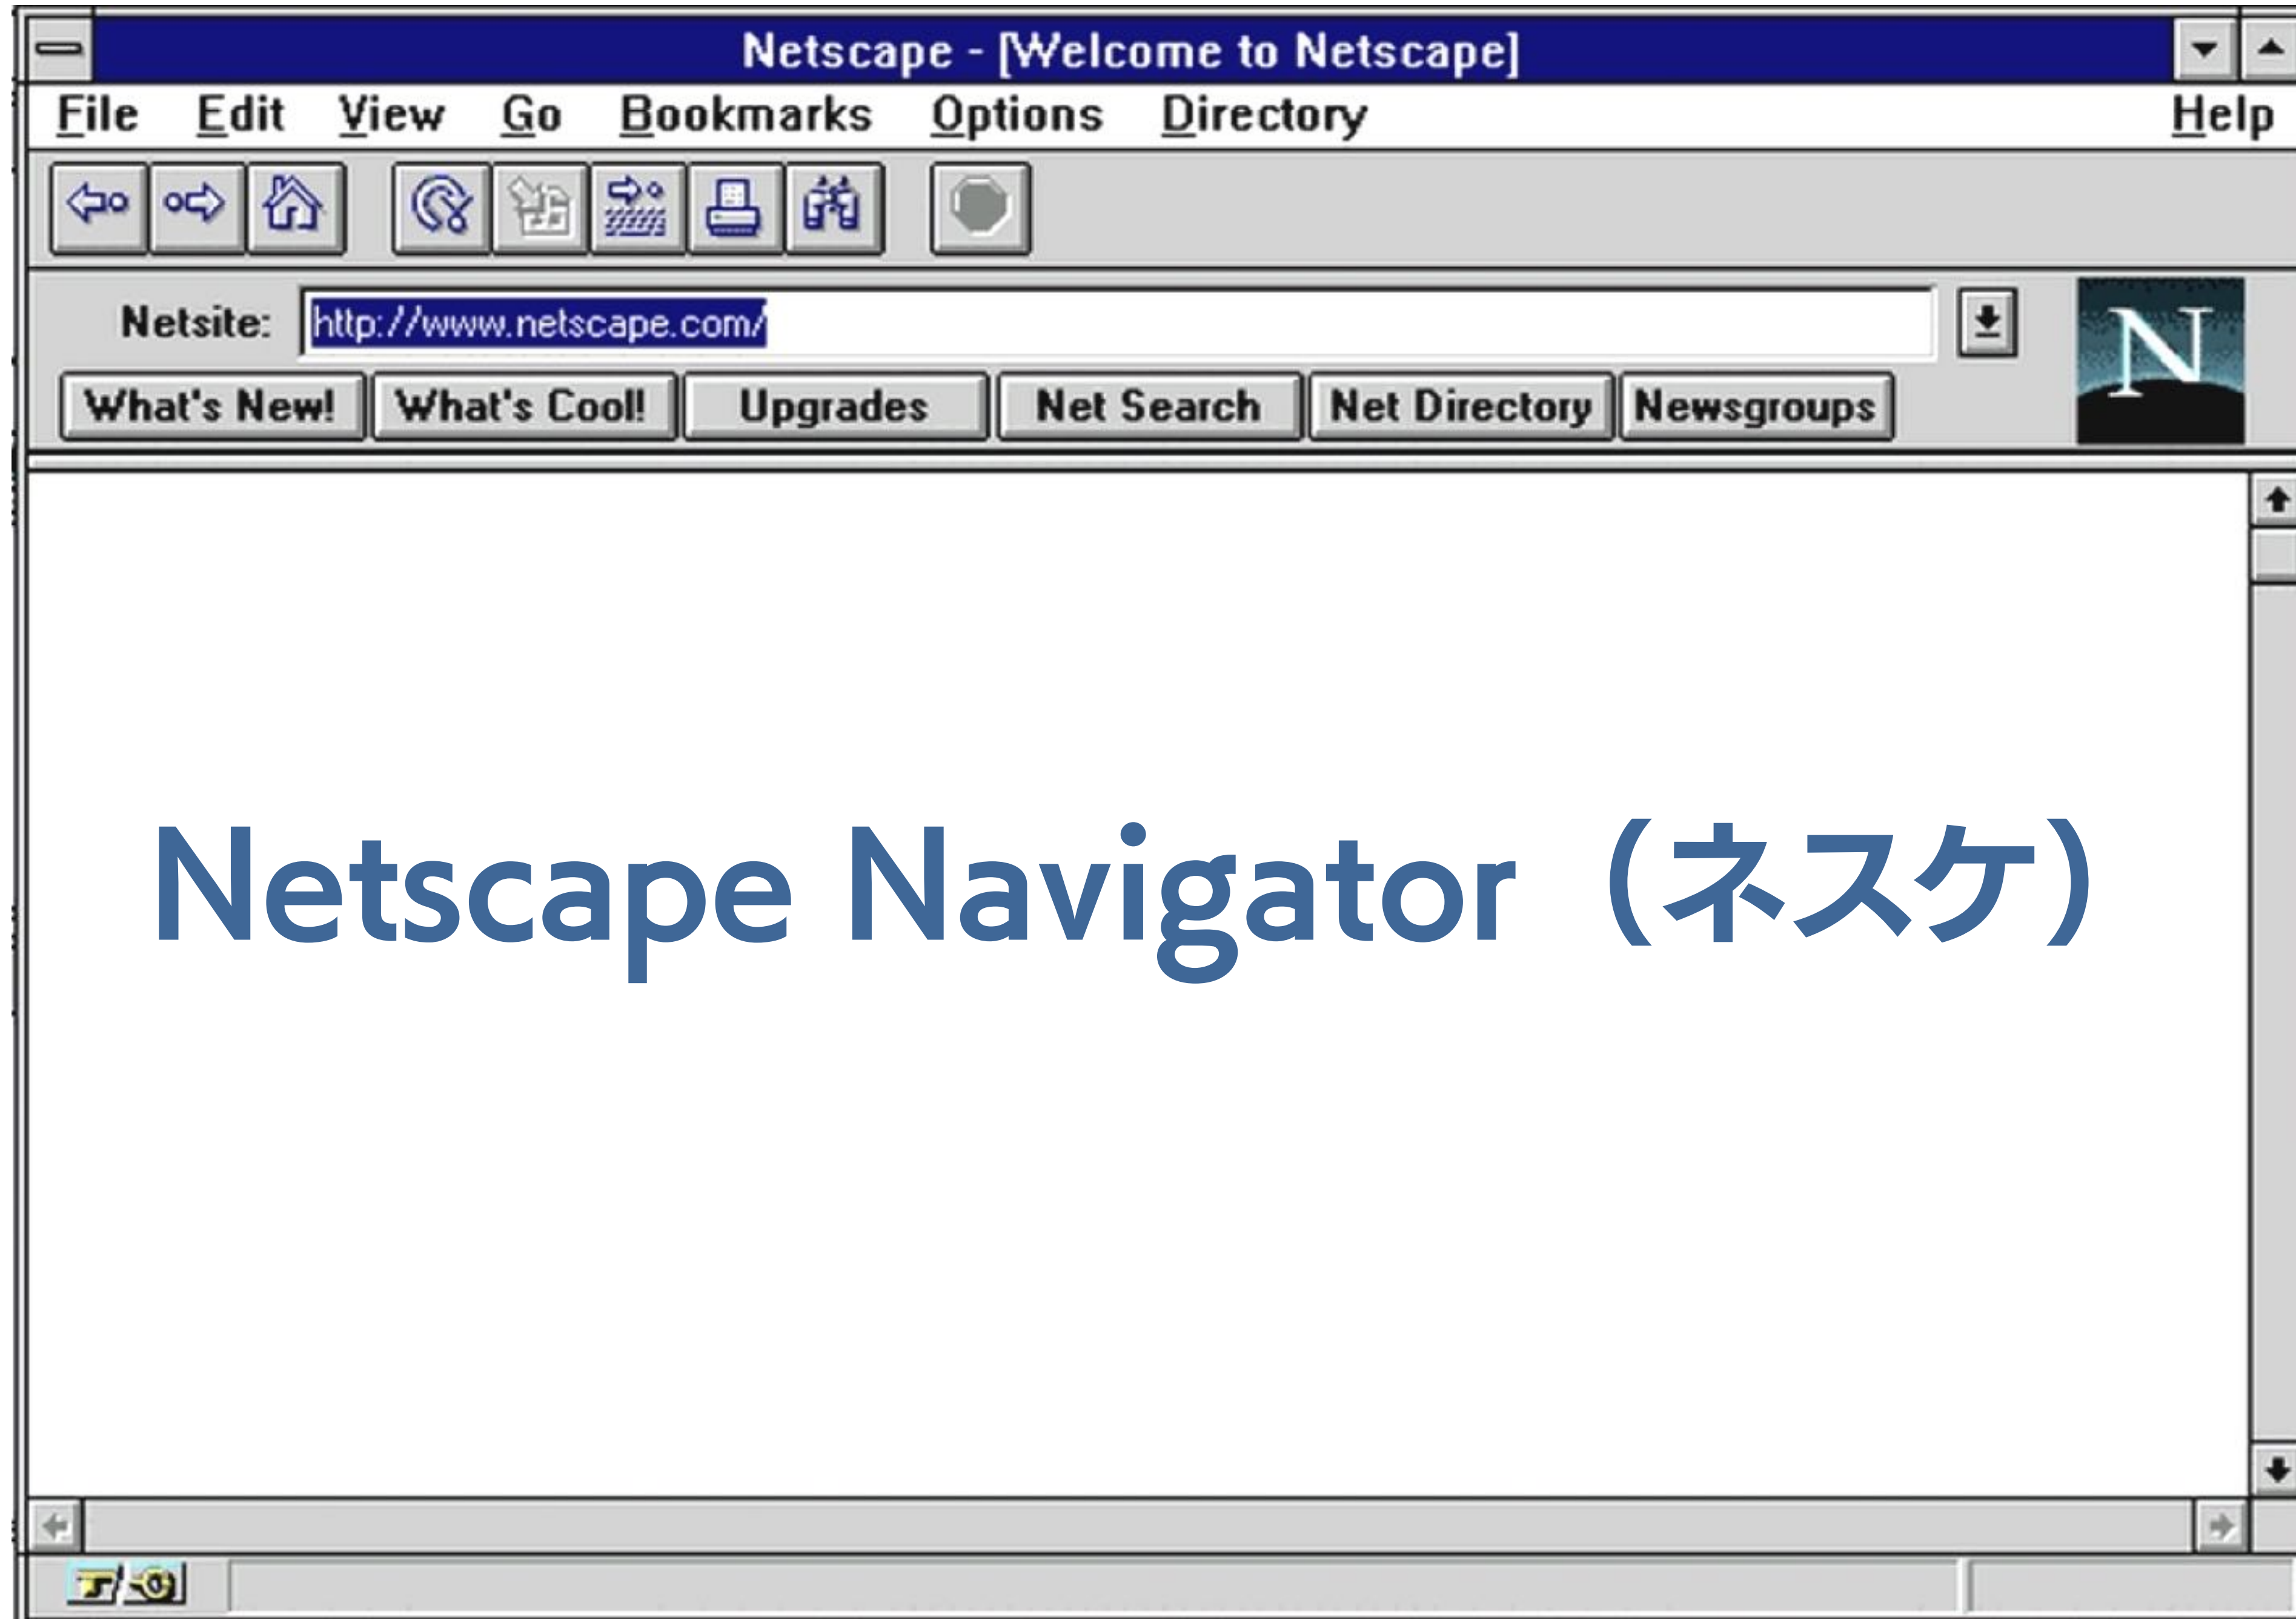 Netscape - [Welcome to Netscape]
File Edit View Go Bookmarks Options Directory Help
Netsite: http://www.netscape.com/
N
What's New! What's Cool! Upgrades Net Search Net Directory Newsgroups
Netscape Navigator（ネスケ）